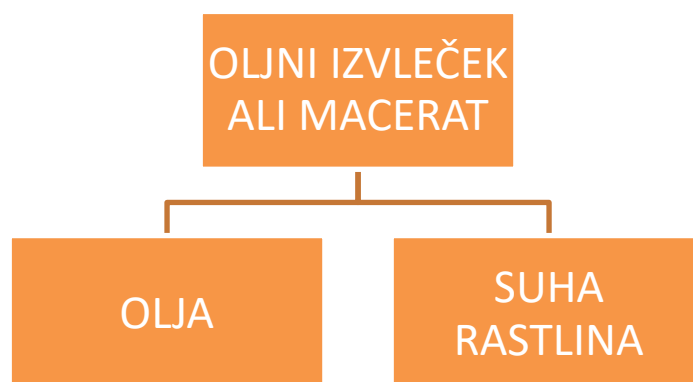 OLJNI IZVLEČEK
ALI MACERAT
OLJA
SUHA
RASTLINA